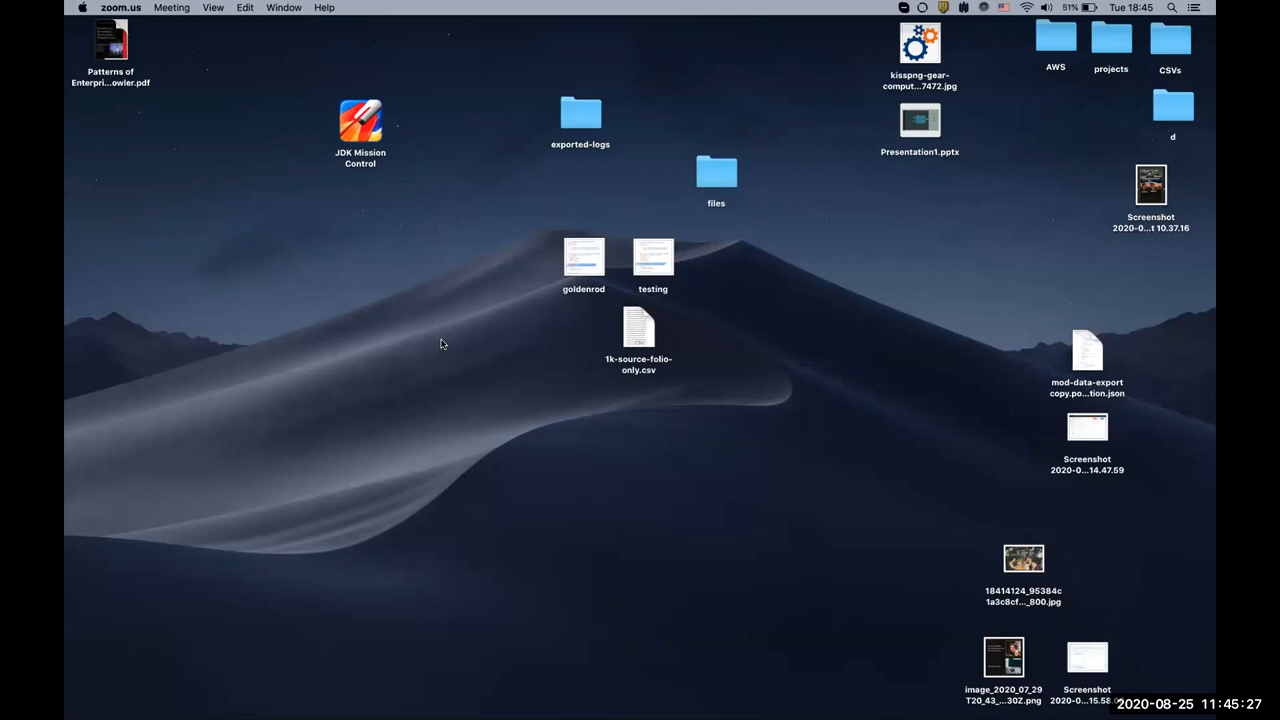 zoom.us Meeting View Edit Window Help
51% Tue 18:45
Patterns of
Enterpri...owler.pdf
JDK Mission
Control
exported-logs
files
kisspng-gear-
comput...7472.jpg
Presentation1.pptx
AWS
projects
CSVs
d
Screenshot
2020-0...t 10.37.16
goldenrod
testing
1k-source-folio-
only.csv
mod-data-export
copy.po...tion.json
Screenshot
2020-0...14.47.59
18414124_95384c
1a3c8cf..._800.jpg
image_2020_07_29
T20_43_...30Z.png
Screenshot
2020-0...15.58.
2020-08-25 11:45:27